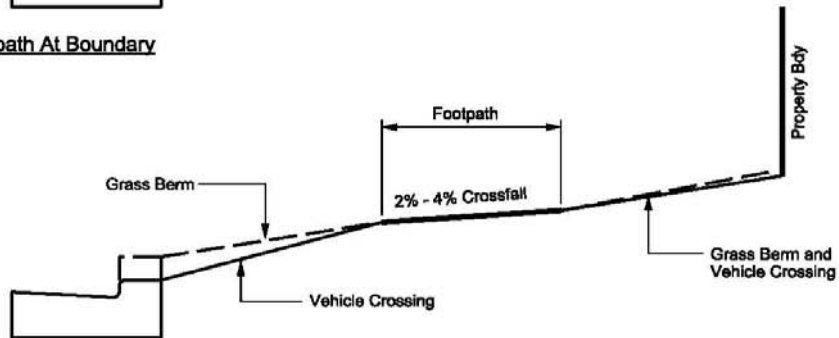 path At Boundary
Footpath
Property Bdy
Grass Berm
2% - 4% Crossfall
Grass Berm and
Vehicle Crossing
Vehicle Crossing